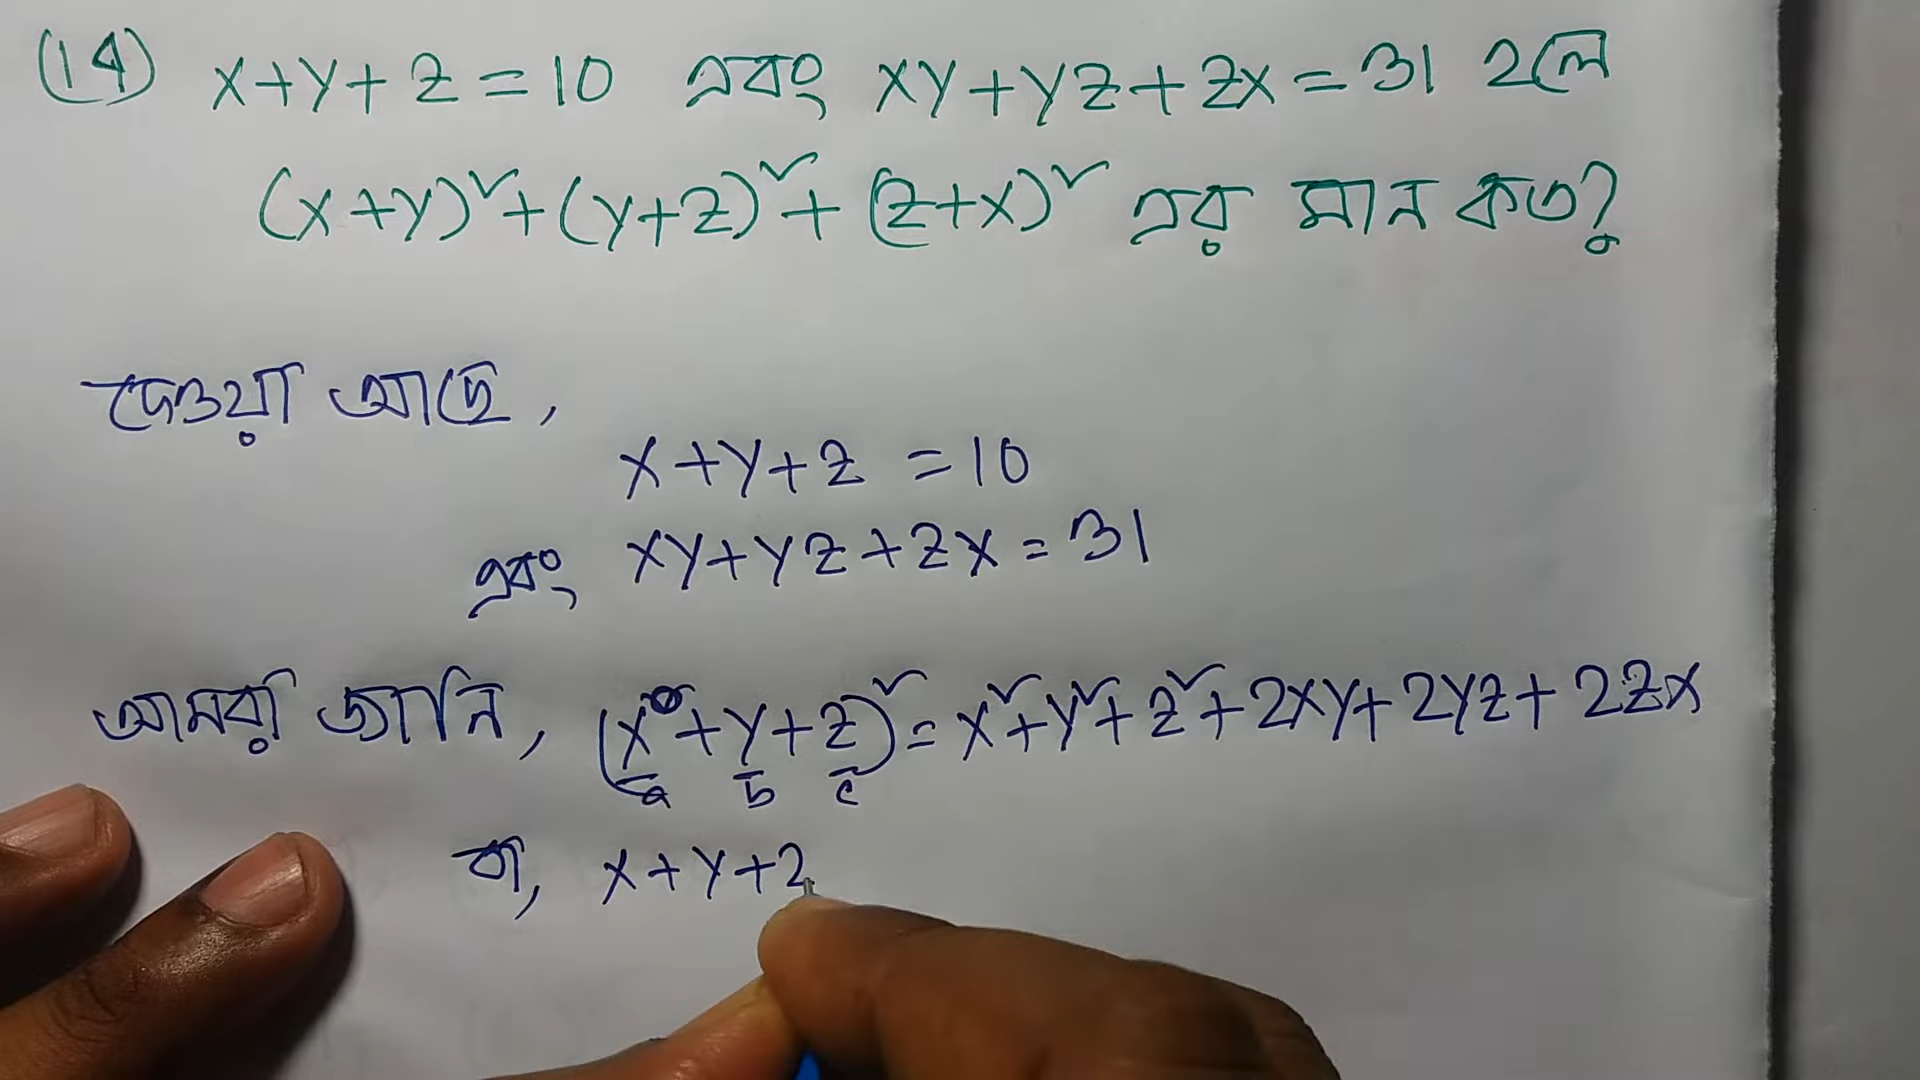 (14) x+y+z=10 এবং xy+yz+zx=31 হলে
(x+y)²+(y+z)²+(z+x)² এর মান কত?
দেওয়া আছে,
x+y+z =10
এবং xy+yz+zx=31
আমরা জানি, (x+y+z)²=x²+y²+z²+2xy+2yz+2zx
a b c
বা, x+y+z